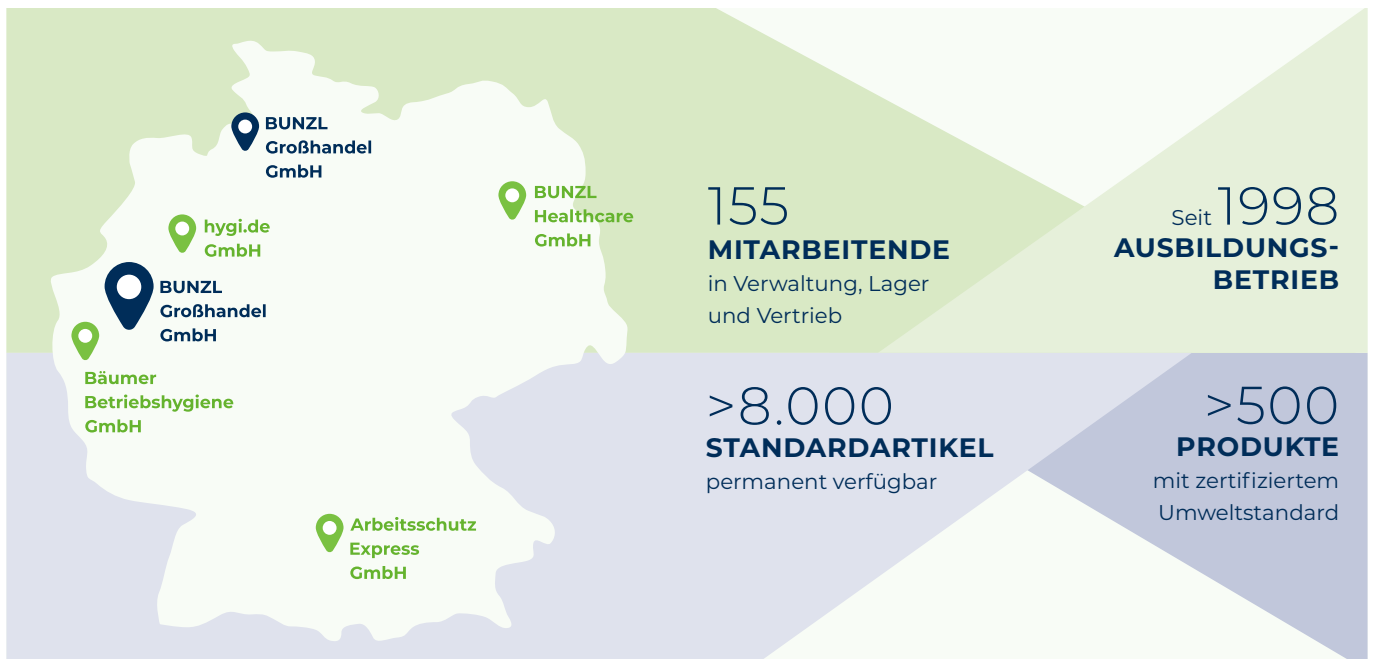 BUNZL
Großhandel
GmbH
BUNZL
Healthcare
GmbH
hygi.de
GmbH
BUNZL
Großhandel
GmbH
Bäumer
Betriebshygiene
GmbH
Arbeitsschutz
Express
GmbH
155
MITARBEITENDE
in Verwaltung, Lager
und Vertrieb
Seit 1998
AUSBILDUNGS-
BETRIEB
>8.000
STANDARDARTIKEL
permanent verfügbar
>500
PRODUKTE
mit zertifiziertem
Umweltstandard